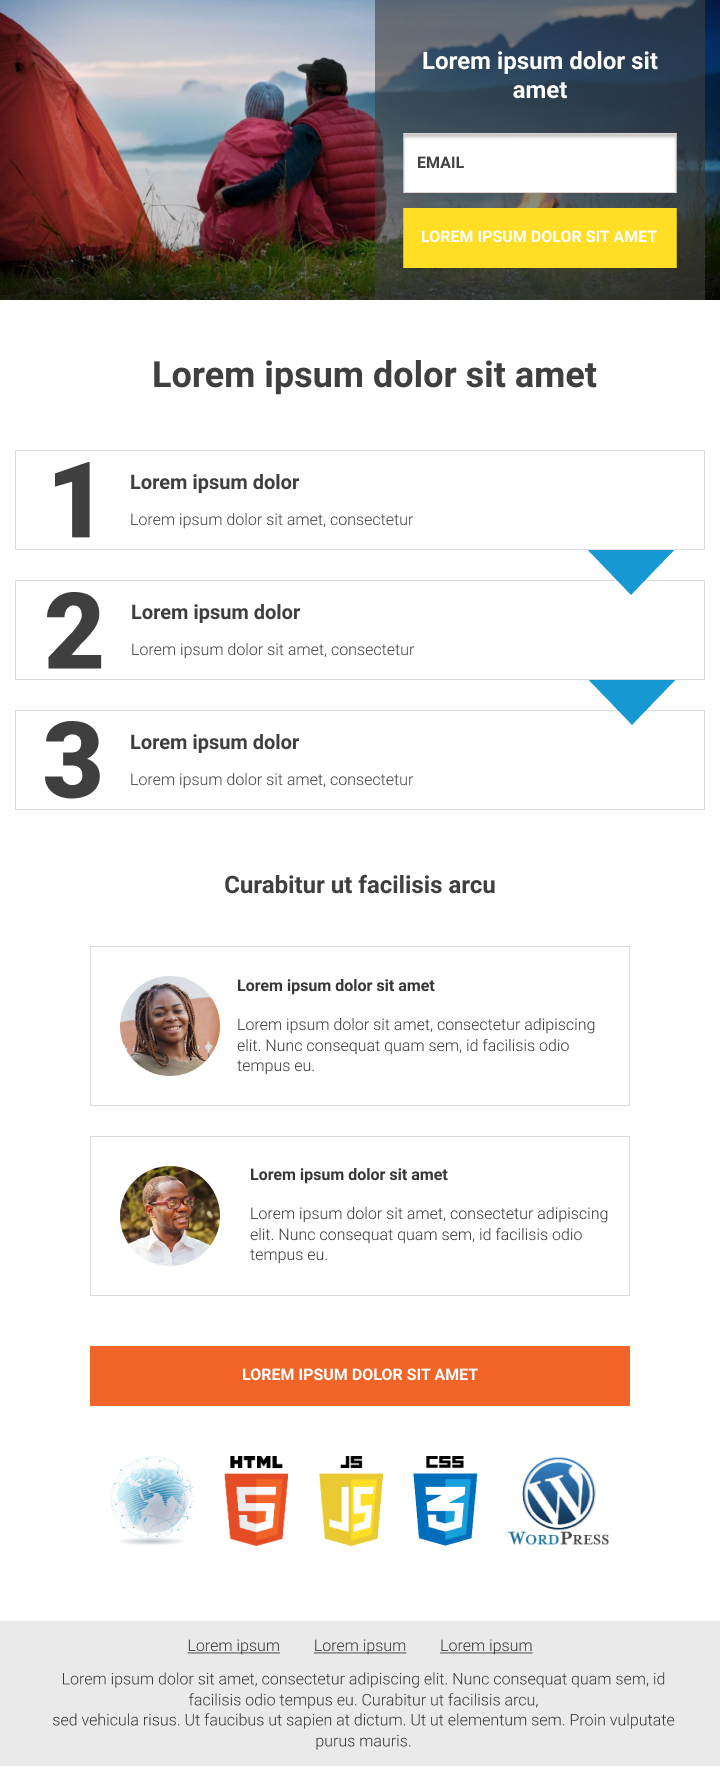 Lorem ipsum dolor sit
amet
EMAIL
LOREM IPSUM DOLOR SIT AMET
Lorem ipsum dolor sit amet
1
Lorem ipsum dolor
Lorem ipsum dolor sit amet, consectetur
2
Lorem ipsum dolor
Lorem ipsum dolor sit amet, consectetur
3
Lorem ipsum dolor
Lorem ipsum dolor sit amet, consectetur
Curabitur ut facilisis arcu
Lorem ipsum dolor sit amet
Lorem ipsum dolor sit amet, consectetur adipiscing
elit. Nunc consequat quam sem, id facilisis odio
tempus eu.
Lorem ipsum dolor sit amet
Lorem ipsum dolor sit amet, consectetur adipiscing
elit. Nunc consequat quam sem, id facilisis odio
tempus eu.
LOREM IPSUM DOLOR SIT AMET
HTML JS CSS
5 JS 3 W
WORDPRESS
Lorem ipsum Lorem ipsum Lorem ipsum
Lorem ipsum dolor sit amet, consectetur adipiscing elit. Nunc consequat quam sem, id
facilisis odio tempus eu. Curabitur ut facilisis arcu,
sed vehicula risus. Ut faucibus ut sapien at dictum. Ut ut elementum sem. Proin vulputate
purus mauris.